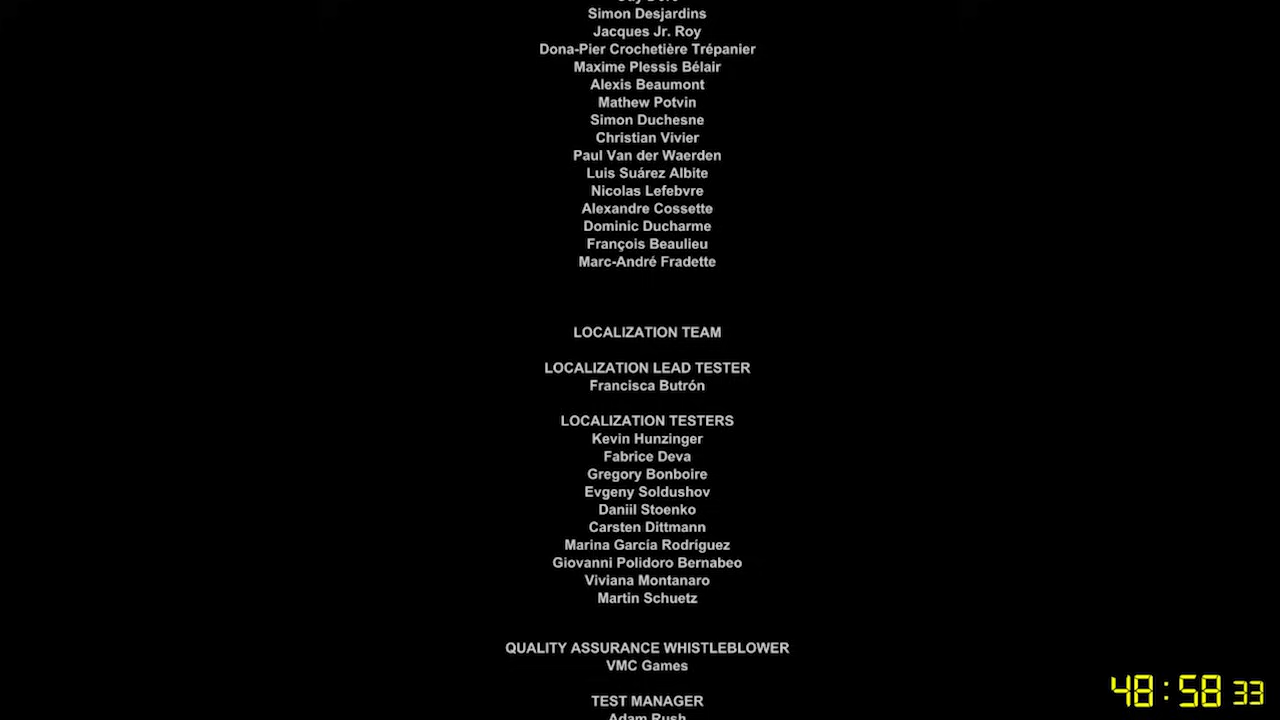 Simon Desjardins
Jacques Jr. Roy
Dona-Pier Crochetière Trépanier
Maxime Plessis Bélair
Alexis Beaumont
Mathew Potvin
Simon Duchesne
Christian Vivier
Paul Van der Waerden
Luis Suárez Albite
Nicolas Lefebvre
Alexandre Cossette
Dominic Ducharme
François Beaulieu
Marc-André Fradette
LOCALIZATION TEAM
LOCALIZATION LEAD TESTER
Francisca Butrón
LOCALIZATION TESTERS
Kevin Hunzinger
Fabrice Deva
Gregory Bonboire
Evgeny Soldushov
Daniil Stoenko
Carsten Dittmann
Marina García Rodríguez
Giovanni Polidoro Bernabeo
Viviana Montanaro
Martin Schuetz
QUALITY ASSURANCE WHISTLEBLOWER
VMC Games
TEST MANAGER
Adam Rush
48:58 33